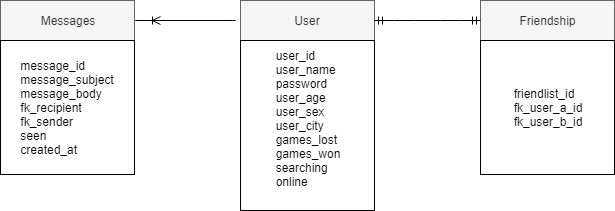 Messages
message_id
message_subject
message_body
fk_recipient
fk_sender
seen
created_at
User
user_id
user_name
password
user_age
user_sex
user_city
games_lost
games_won
searching
online
Friendship
friendlist_id
fk_user_a_id
fk_user_b_id